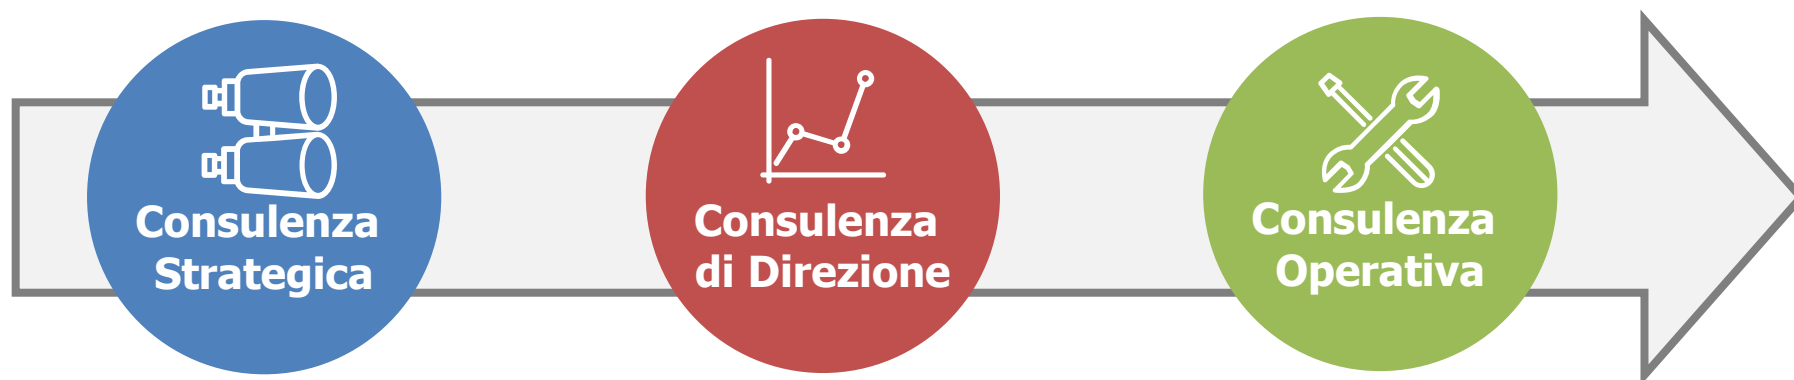 Consulenza
Strategica
Consulenza
di Direzione
Consulenza
Operativa